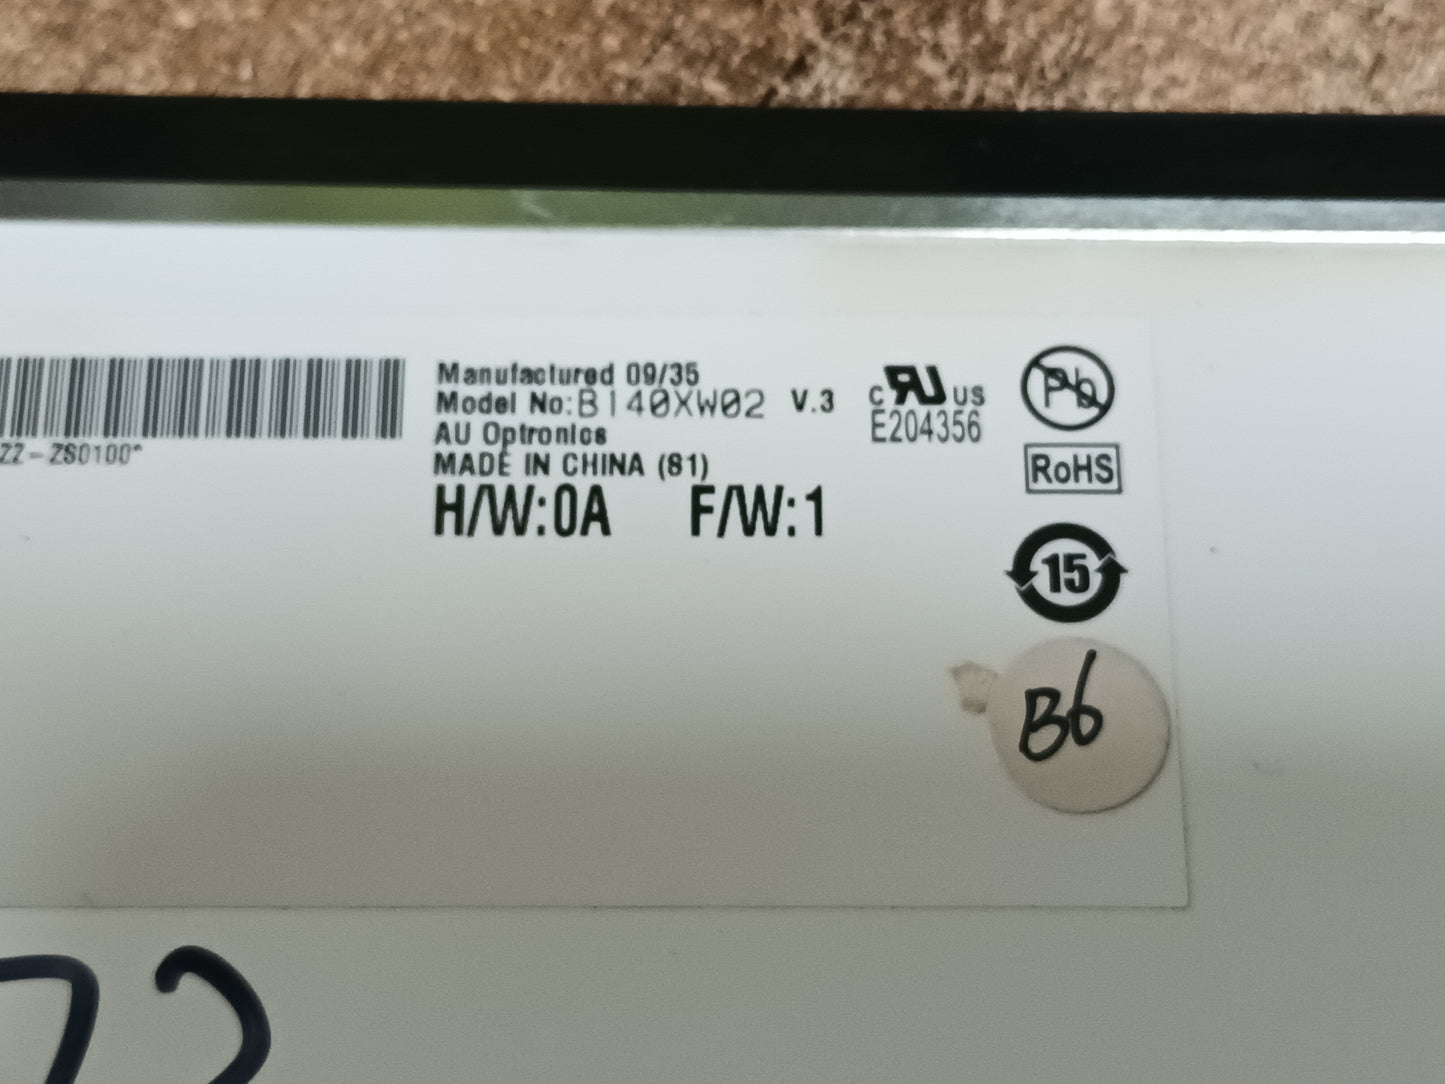 ZZ-ZS0100*
Manufactured 09/35
Model No:B140XW02 V.3
AU Optronics
MADE IN CHINA (S1)
H/W:0A F/W:1
c RU US
E204356
Pb
RoHS
15
B6